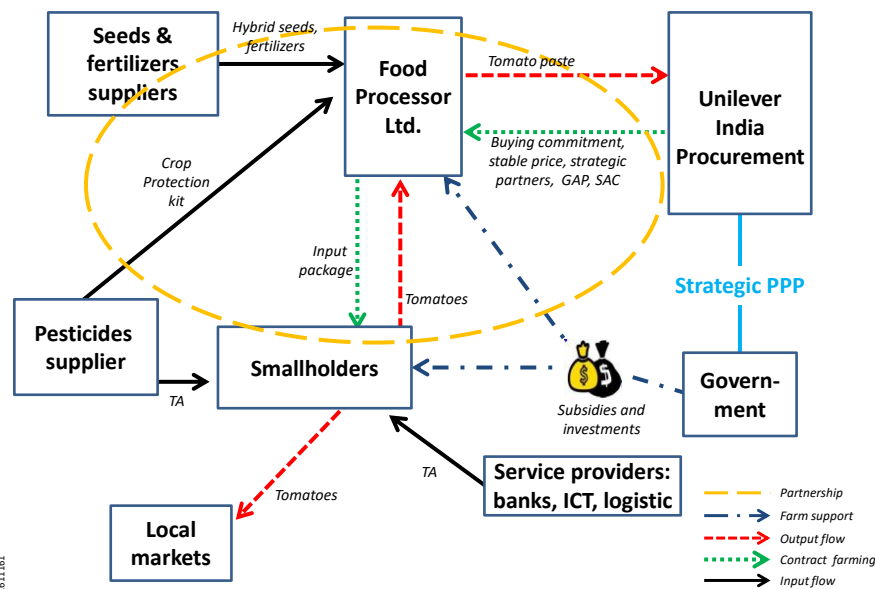 Seeds &
fertilizers
suppliers
Hybrid seeds,
fertilizers
Food
Processor
Ltd.
Tomato paste
Unilever
India
Procurement
Buying commitment,
stable price, strategic
partners, GAP, SAC
Crop
Protection
kit
Input
package
Tomatoes
Strategic PPP
Pesticides
supplier
TA
Smallholders
$
$
Subsidies and
investments
Govern-
ment
Tomatoes
TA
Service providers:
banks, ICT, logistic
Local
markets
Partnership
Farm support
Output flow
Contract farming
Input flow